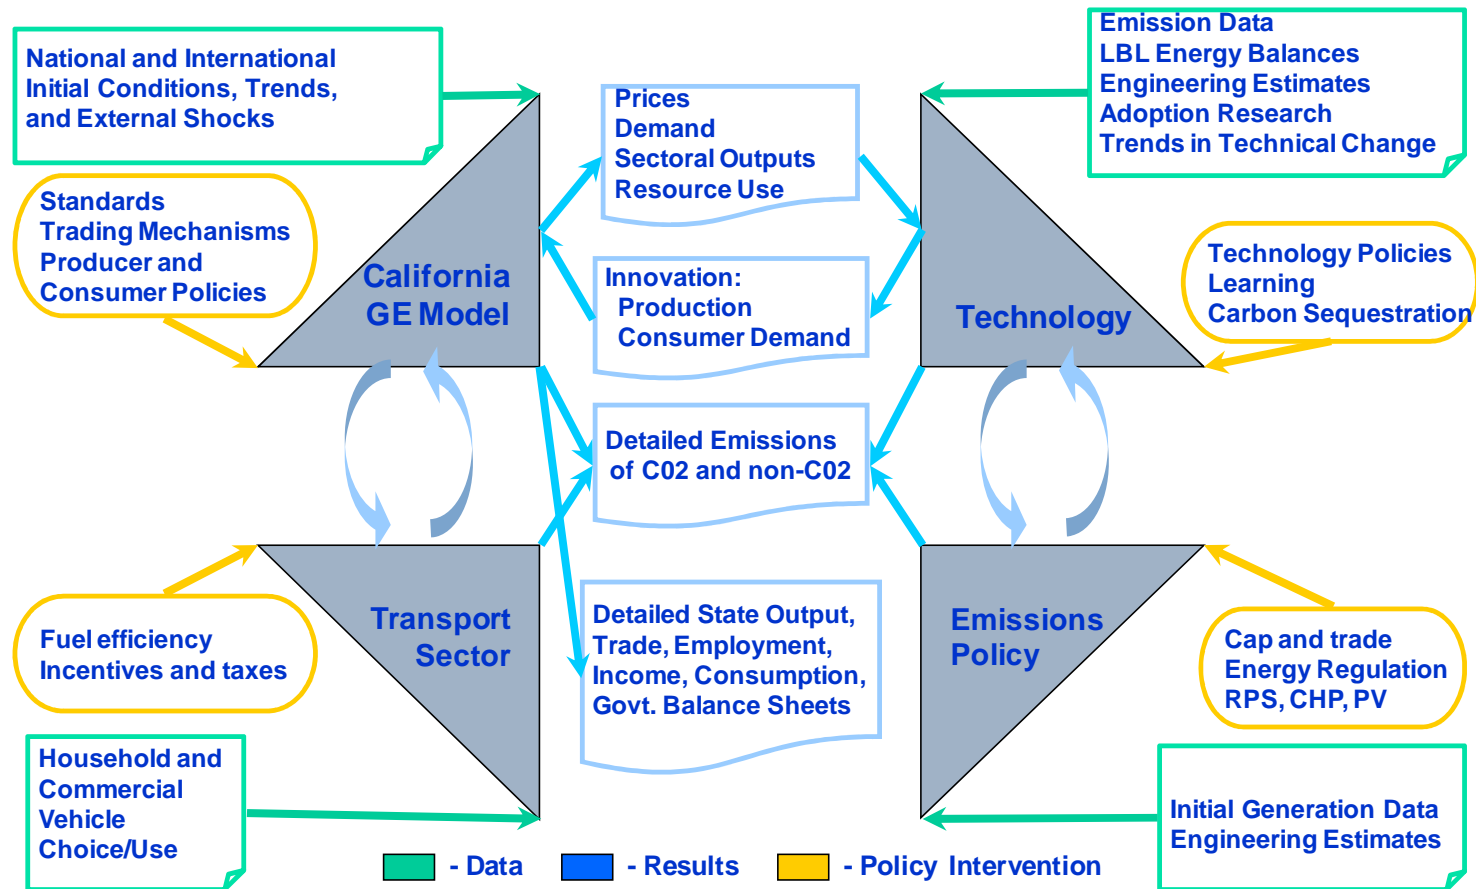 National and International
Initial Conditions, Trends,
and External Shocks
Emission Data
LBL Energy Balances
Engineering Estimates
Adoption Research
Trends in Technical Change
Prices
Demand
Sectoral Outputs
Resource Use
Standards
Trading Mechanisms
Producer and
Consumer Policies
California
GE Model
Innovation:
Production
Consumer Demand
Technology
Technology Policies
Learning
Carbon Sequestration
Detailed Emissions
of C02 and non-C02
Fuel efficiency
Incentives and taxes
Transport
Sector
Detailed State Output,
Trade, Employment,
Income, Consumption,
Govt. Balance Sheets
Emissions
Policy
Cap and trade
Energy Regulation
RPS, CHP, PV
Household and
Commercial
Vehicle
Choice/Use
Initial Generation Data
Engineering Estimates
- Data
- Results
- Policy Intervention